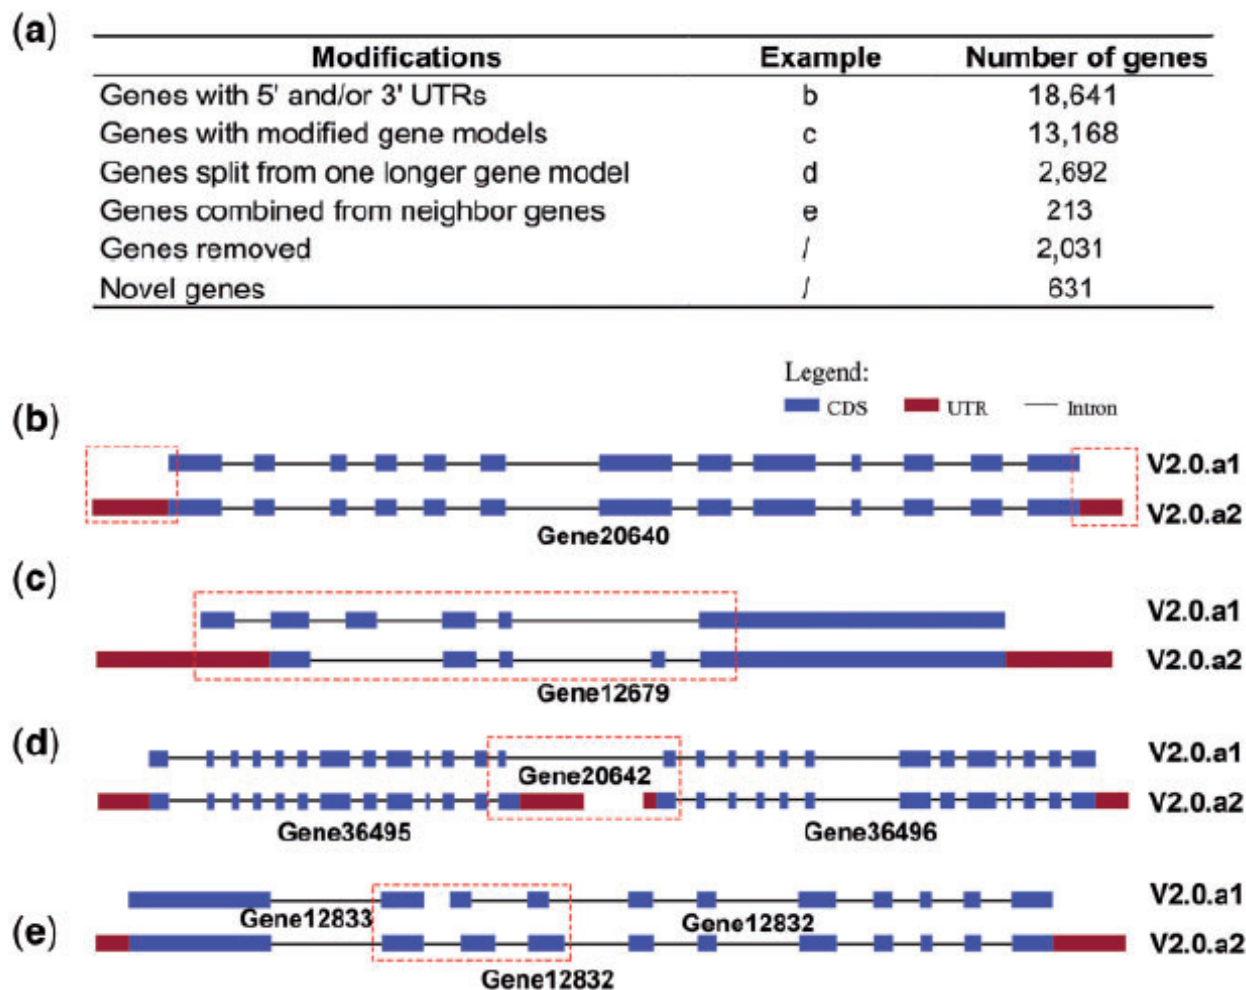 (a)
Modifications Example Number of genes
Genes with 5' and/or 3' UTRs b 18,641
Genes with modified gene models c 13,168
Genes split from one longer gene model d 2,692
Genes combined from neighbor genes e 213
Genes removed / 2,031
Novel genes / 631
Legend:
CDS UTR Intron
(b)
V2.0.a1
V2.0.a2
Gene20640
(c)
V2.0.a1
V2.0.a2
Gene12679
(d)
V2.0.a1
Gene20642
V2.0.a2
Gene36495 Gene36496
V2.0.a1
Gene12833 Gene12832
(e)
V2.0.a2
Gene12832